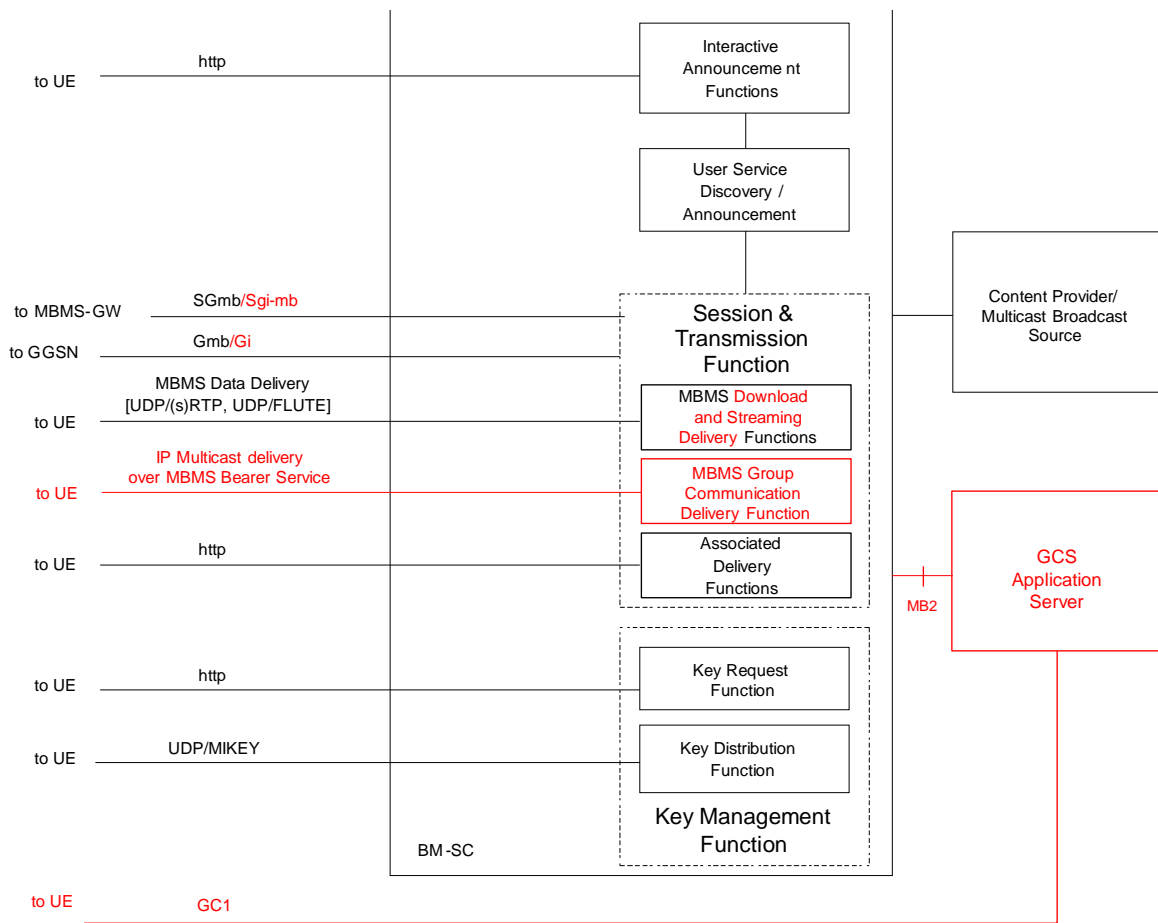 Interactive
Announceme nt
Functions
http
to UE
User Service
Discovery /
Announcement
SGmb/Sgi-mb
to MBMS-GW
Gmb/Gi
to GGSN
Session &
Transmission
Function
Content Provider/
Multicast Broadcast
Source
MBMS Data Delivery
[UDP/(s)RTP, UDP/FLUTE]
to UE
MBMS Download
and Streaming
Delivery Functions
IP Multicast delivery
over MBMS Bearer Service
to UE
MBMS Group
Communication
Delivery Function
http
to UE
Associated
Delivery
Functions
MB2
GCS
Application
Server
http
to UE
Key Request
Function
UDP/MIKEY
to UE
Key Distribution
Function
Key Management
Function
BM-SC
to UE
GC1